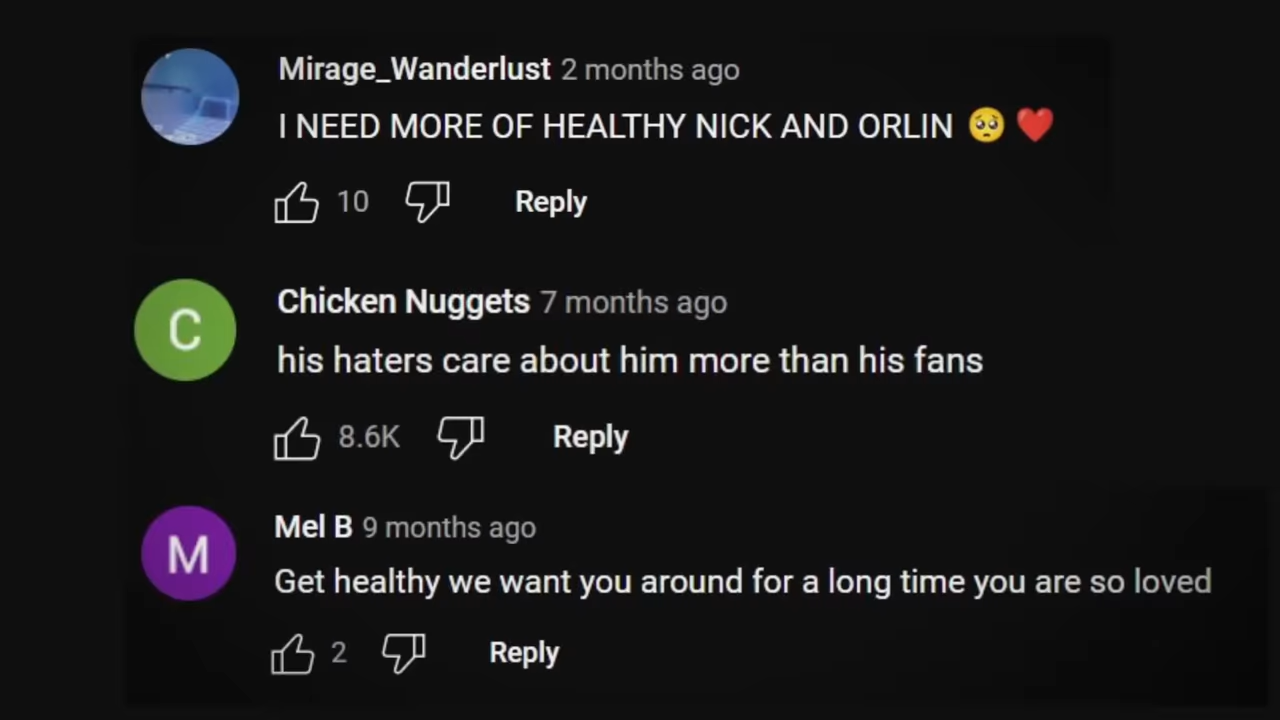 Mirage_Wanderlust 2 months ago
I NEED MORE OF HEALTHY NICK AND ORLIN 🥺 ❤️
10 Reply
C
Chicken Nuggets 7 months ago
his haters care about him more than his fans
8.6K Reply
M
Mel B 9 months ago
Get healthy we want you around for a long time you are so loved
2 Reply